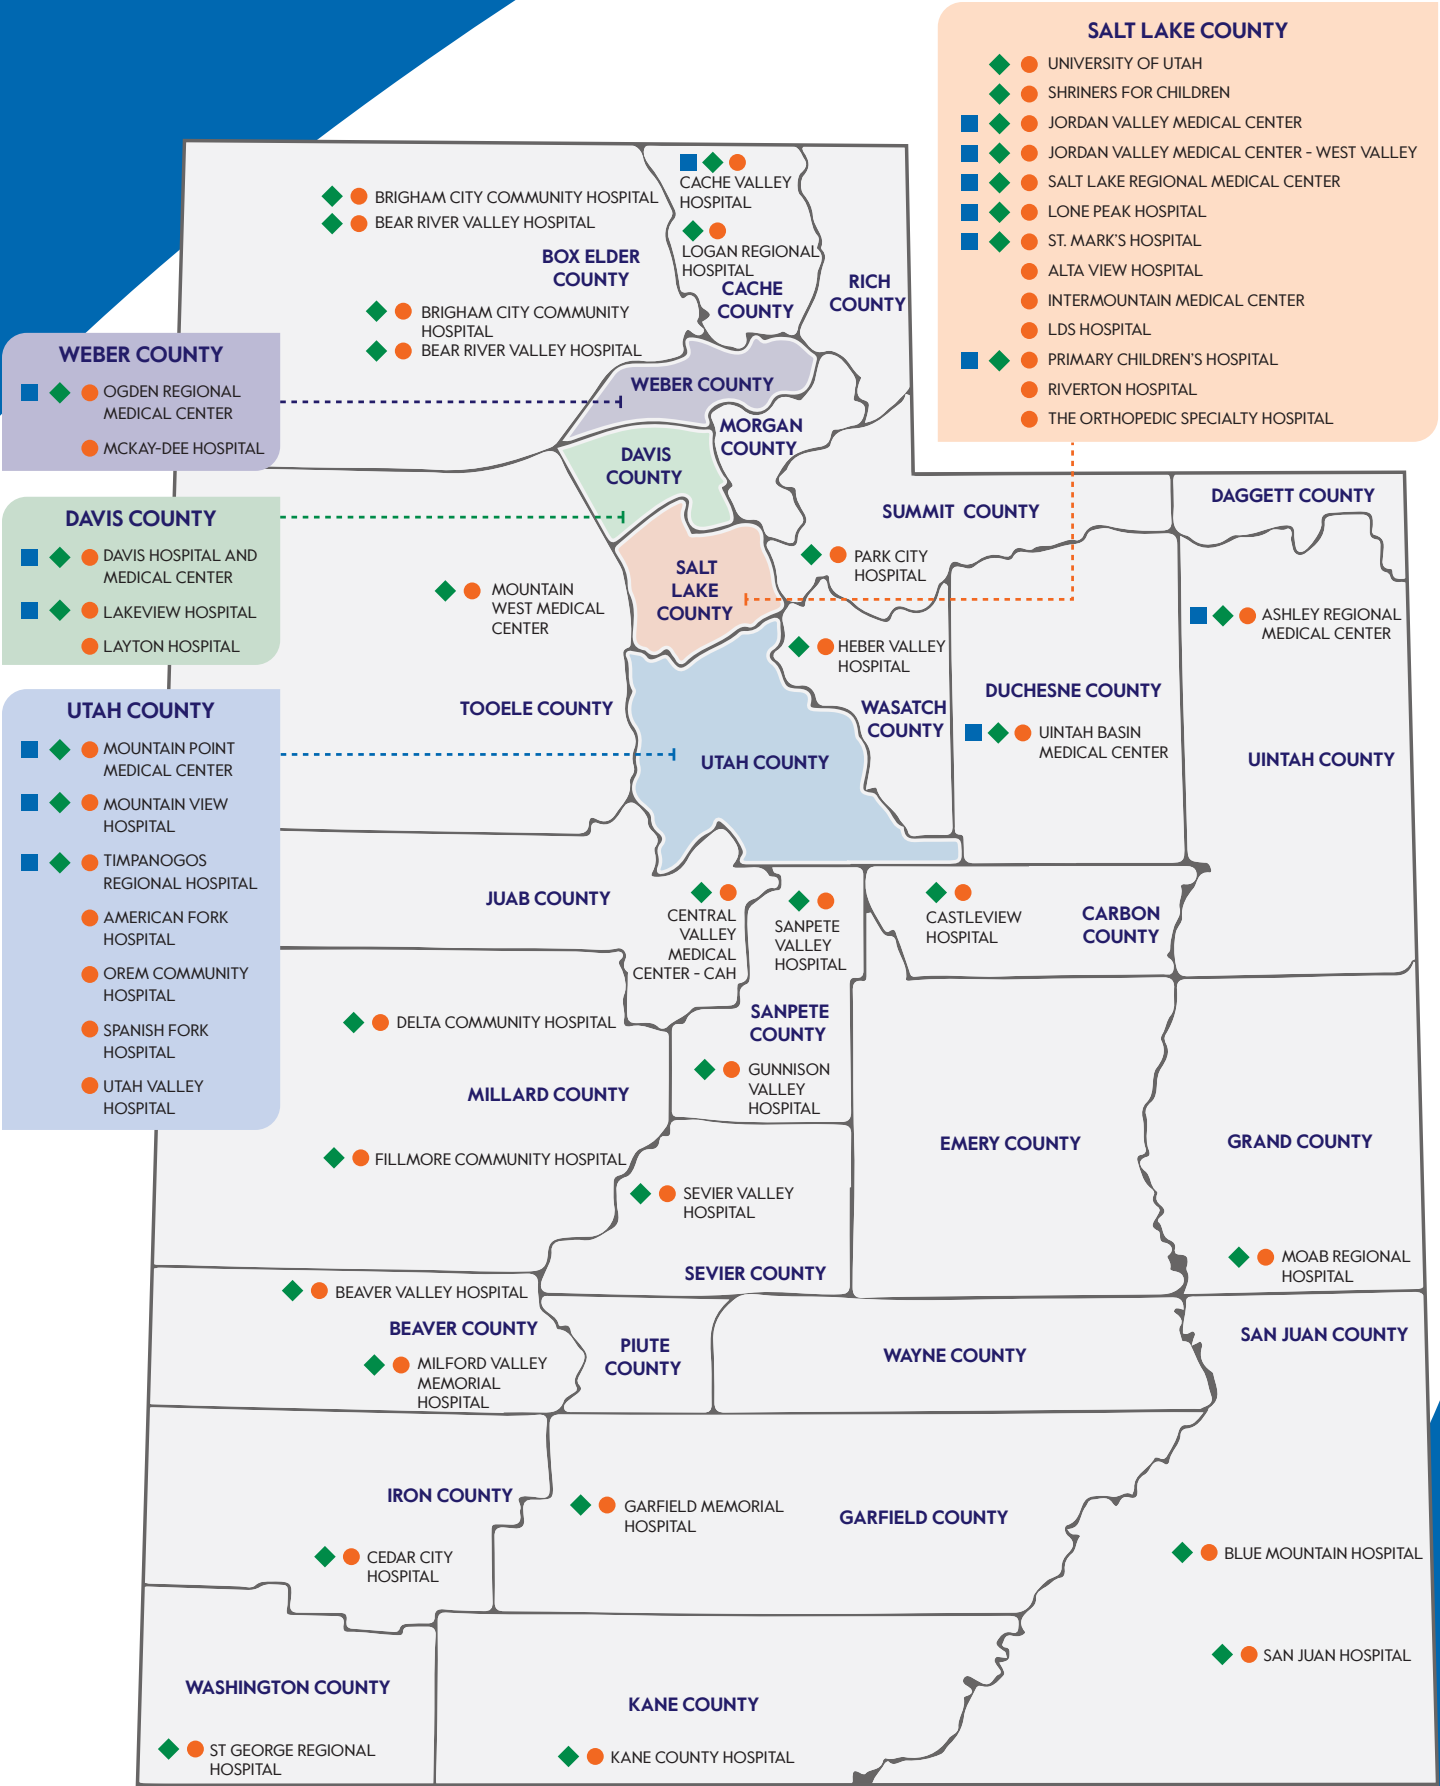 SALT LAKE COUNTY
UNIVERSITY OF UTAH
SHRINERS FOR CHILDREN
JORDAN VALLEY MEDICAL CENTER
JORDAN VALLEY MEDICAL CENTER - WEST VALLEY
SALT LAKE REGIONAL MEDICAL CENTER
LONE PEAK HOSPITAL
ST. MARK'S HOSPITAL
ALTA VIEW HOSPITAL
INTERMOUNTAIN MEDICAL CENTER
LDS HOSPITAL
PRIMARY CHILDREN'S HOSPITAL
RIVERTON HOSPITAL
THE ORTHOPEDIC SPECIALTY HOSPITAL
BRIGHAM CITY COMMUNITY HOSPITAL
BEAR RIVER VALLEY HOSPITAL
BOX ELDER
COUNTY
BRIGHAM CITY COMMUNITY
HOSPITAL
BEAR RIVER VALLEY HOSPITAL
CACHE VALLEY
HOSPITAL
LOGAN REGIONAL
HOSPITAL
CACHE
COUNTY
RICH
COUNTY
WEBER COUNTY
OGDEN REGIONAL
MEDICAL CENTER
MCKAY-DEE HOSPITAL
WEBER COUNTY
MORGAN
COUNTY
DAVIS
COUNTY
DAVIS COUNTY
DAVIS HOSPITAL AND
MEDICAL CENTER
LAKEVIEW HOSPITAL
LAYTON HOSPITAL
SUMMIT COUNTY
DAGGETT COUNTY
PARK CITY
HOSPITAL
SALT
LAKE
COUNTY
MOUNTAIN
WEST MEDICAL
CENTER
ASHLEY REGIONAL
MEDICAL CENTER
HEBER VALLEY
HOSPITAL
TOOELE COUNTY
WASATCH
COUNTY
DUCHESNE COUNTY
UINTAH BASIN
MEDICAL CENTER
UINTAH COUNTY
UTAH COUNTY
UTAH COUNTY
MOUNTAIN POINT
MEDICAL CENTER
MOUNTAIN VIEW
HOSPITAL
TIMPANOGOS
REGIONAL HOSPITAL
AMERICAN FORK
HOSPITAL
OREM COMMUNITY
HOSPITAL
SPANISH FORK
HOSPITAL
UTAH VALLEY
HOSPITAL
JUAB COUNTY
CENTRAL
VALLEY
MEDICAL
CENTER - CAH
SANPETE
VALLEY
HOSPITAL
CASTLEVIEW
HOSPITAL
CARBON
COUNTY
SANPETE
COUNTY
DELTA COMMUNITY HOSPITAL
GUNNISON
VALLEY
HOSPITAL
MILLARD COUNTY
FILLMORE COMMUNITY HOSPITAL
EMERY COUNTY
GRAND COUNTY
SEVIER VALLEY
HOSPITAL
SEVIER COUNTY
MOAB REGIONAL
HOSPITAL
BEAVER VALLEY HOSPITAL
BEAVER COUNTY
MILFORD VALLEY
MEMORIAL
HOSPITAL
PIUTE
COUNTY
WAYNE COUNTY
SAN JUAN COUNTY
IRON COUNTY
CEDAR CITY
HOSPITAL
GARFIELD MEMORIAL
HOSPITAL
GARFIELD COUNTY
BLUE MOUNTAIN HOSPITAL
SAN JUAN HOSPITAL
WASHINGTON COUNTY
ST GEORGE REGIONAL
HOSPITAL
KANE COUNTY
KANE COUNTY HOSPITAL